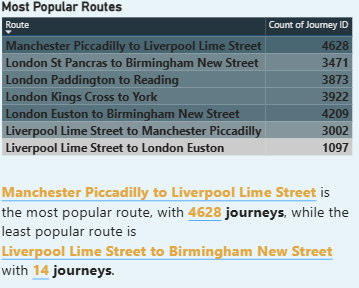 Most Popular Routes
Route Count of Journey ID
Manchester Piccadilly to Liverpool Lime Street 4628
London St Pancras to Birmingham New Street 3471
London Paddington to Reading 3873
London Kings Cross to York 3922
London Euston to Birmingham New Street 4209
Liverpool Lime Street to Manchester Piccadilly 3002
Liverpool Lime Street to London Euston 1097
Manchester Piccadilly to Liverpool Lime Street is
the most popular route, with 4628 journeys, while the
least popular route is
Liverpool Lime Street to Birmingham New Street
with 14 journeys.